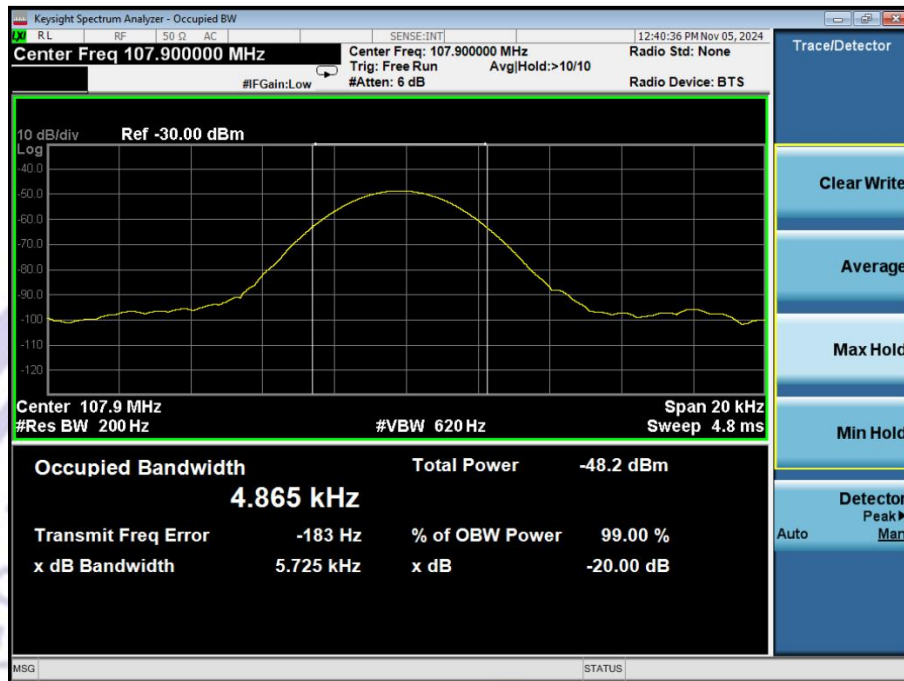 Keysight Spectrum Analyzer - Occupied BW
LXI RL RF 50 Ω AC SENSE:INT 12:40:36 PM Nov 05, 2024
Center Freq 107.900000 MHz
Center Freq: 107.900000 MHz Radio Std: None
Trig: Free Run Avg|Hold:>10/10
#IFGain:Low #Atten: 6 dB Radio Device: BTS
10 dB/div Ref -30.00 dBm
Log
-40.0
-50.0
-60.0
-70.0
-80.0
-90.0
-100
-110
-120
Center 107.9 MHz Span 20 kHz
#Res BW 200 Hz #VBW 620 Hz Sweep 4.8 ms
Occupied Bandwidth Total Power -48.2 dBm
4.865 kHz
Transmit Freq Error -183 Hz % of OBW Power 99.00 %
x dB Bandwidth 5.725 kHz x dB -20.00 dB
MSG STATUS
Trace/Detector
Clear Write
Average
Max Hold
Min Hold
Detector
Peak▶
Auto Man